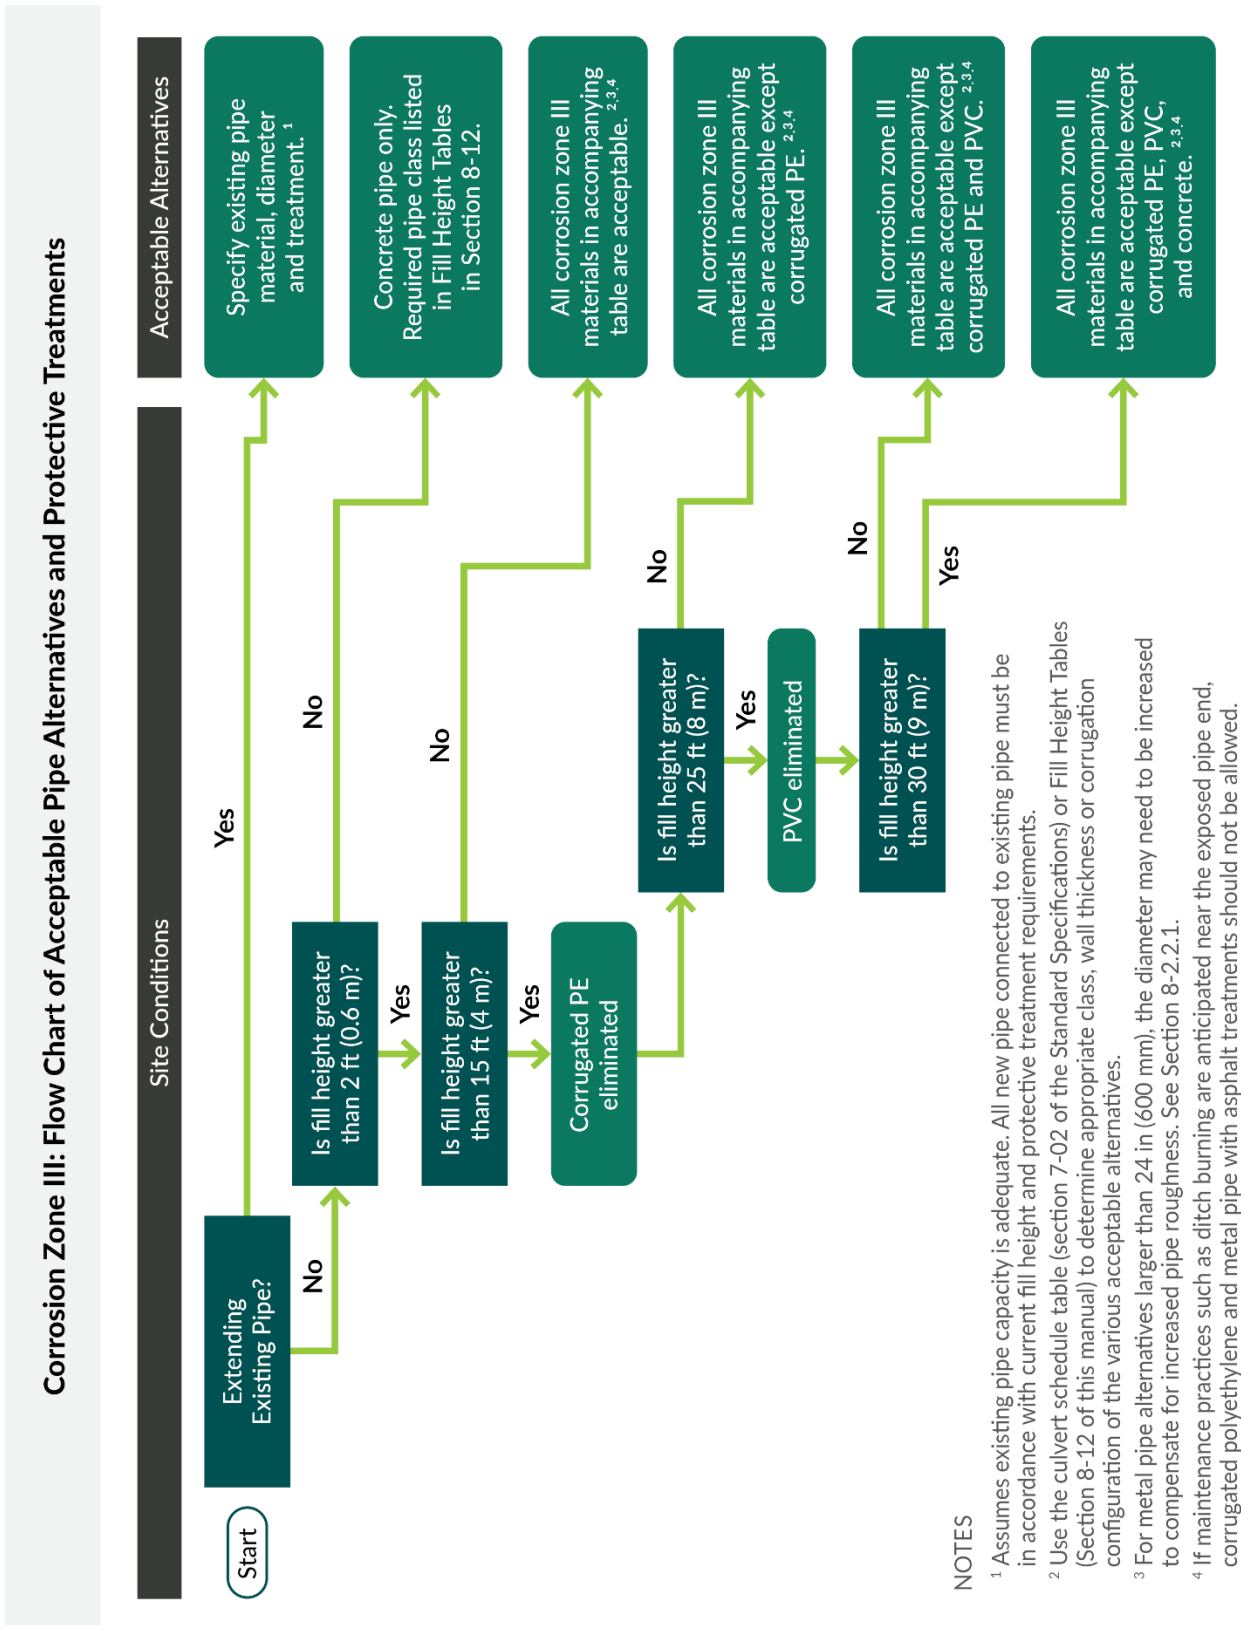 Corrosion Zone III: Flow Chart of Acceptable Pipe Alternatives and Protective Treatments
Site Conditions
Acceptable Alternatives
Start
Extending
Existing Pipe?
Yes
Specify existing pipe
material, diameter
and treatment. 1
No
Is fill height greater
than 2 ft (0.6 m)?
No
Concrete pipe only.
Required pipe class listed
in Fill Height Tables
in Section 8-12.
Yes
Is fill height greater
than 15 ft (4 m)?
No
All corrosion zone III
materials in accompanying
table are acceptable. 2,3,4
Yes
Corrugated PE
eliminated
Is fill height greater
than 25 ft (8 m)?
No
All corrosion zone III
materials in accompanying
table are acceptable except
corrugated PE. 2,3,4
Yes
PVC eliminated
Is fill height greater
than 30 ft (9 m)?
No
All corrosion zone III
materials in accompanying
table are acceptable except
corrugated PE and PVC. 2,3,4
Yes
All corrosion zone III
materials in accompanying
table are acceptable except
corrugated PE, PVC,
and concrete. 2,3,4
NOTES
1 Assumes existing pipe capacity is adequate. All new pipe connected to existing pipe must be
in accordance with current fill height and protective treatment requirements.
2 Use the culvert schedule table (section 7-02 of the Standard Specifications) or Fill Height Tables
(Section 8-12 of this manual) to determine appropriate class, wall thickness or corrugation
configuration of the various acceptable alternatives.
3 For metal pipe alternatives larger than 24 in (600 mm), the diameter may need to be increased
to compensate for increased pipe roughness. See Section 8-2.2.1.
4 If maintenance practices such as ditch burning are anticipated near the exposed pipe end,
corrugated polyethylene and metal pipe with asphalt treatments should not be allowed.